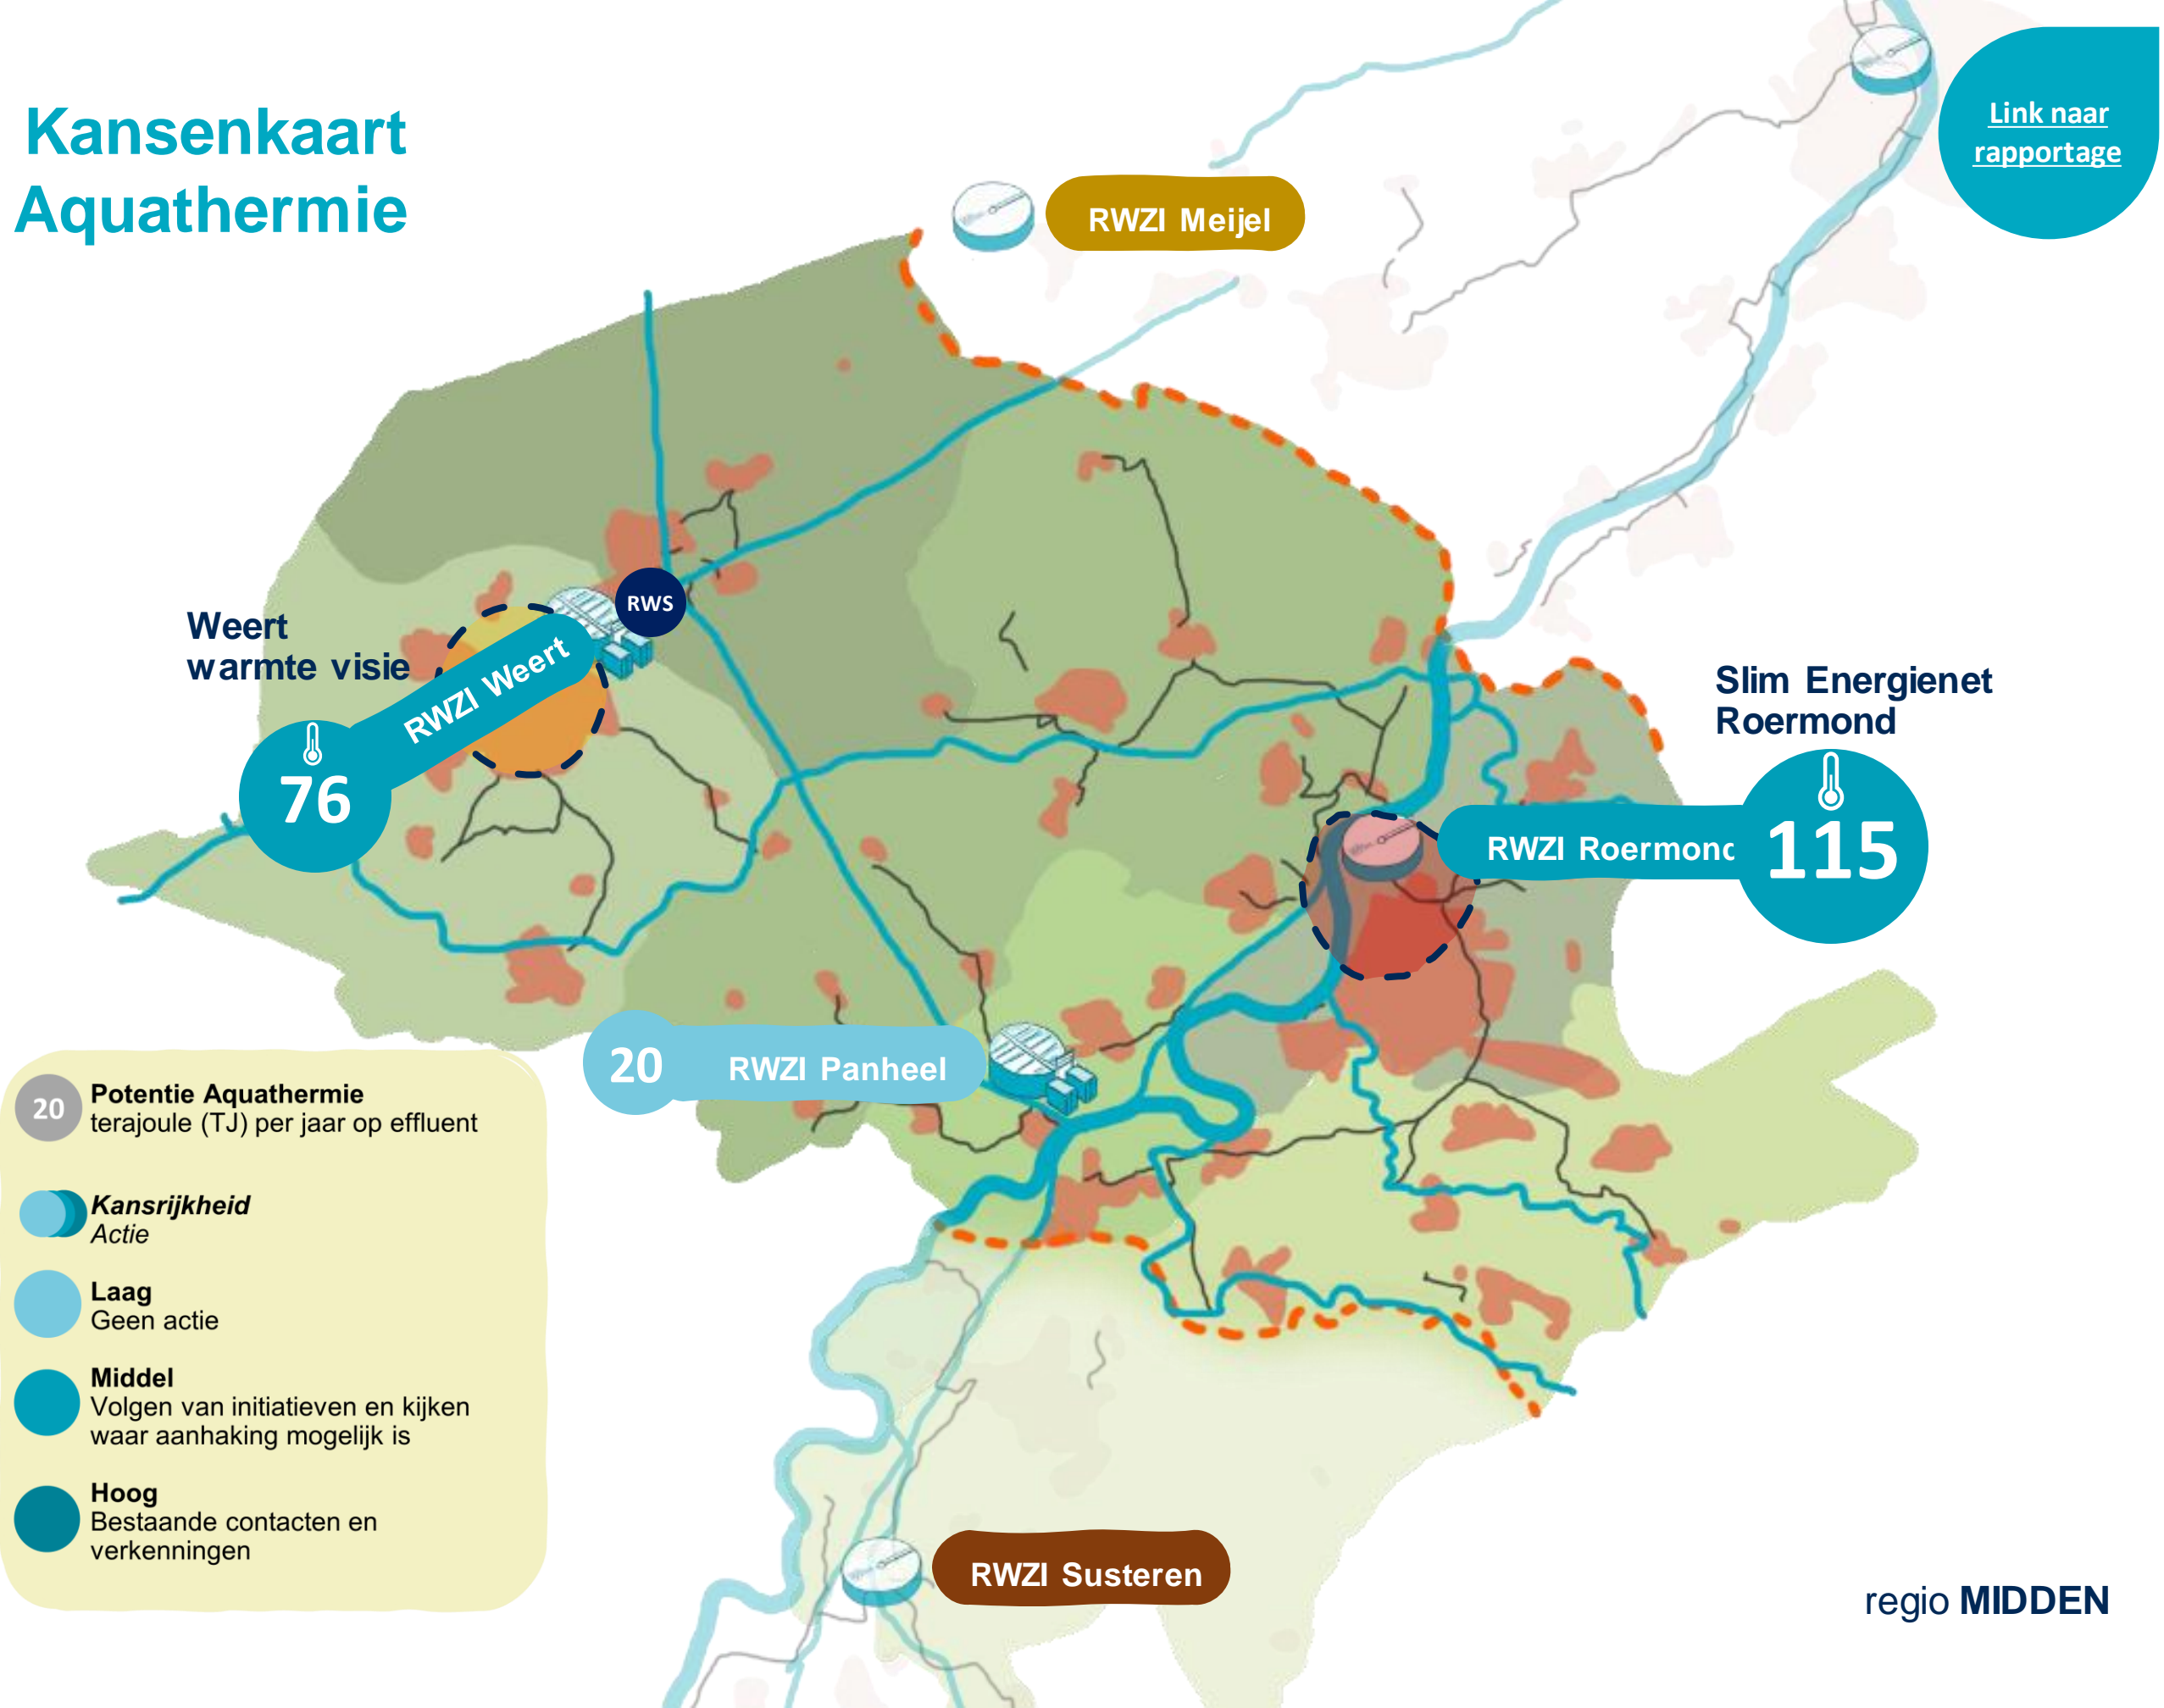 Kansenkaart
Aquathermie
Link naar
rapportage
RWZI Meijel
RWS
Weert
warmte visie
RWZI Weert
76
Slim Energienet
Roermond
RWZI Roermond
115
20
RWZI Panheel
20
Potentie Aquathermie
terajoule (TJ) per jaar op effluent
Kansrijkheid
Actie
Laag
Geen actie
Middel
Volgen van initiatieven en kijken
waar aanhaking mogelijk is
Hoog
Bestaande contacten en
verkenningen
RWZI Susteren
regio MIDDEN